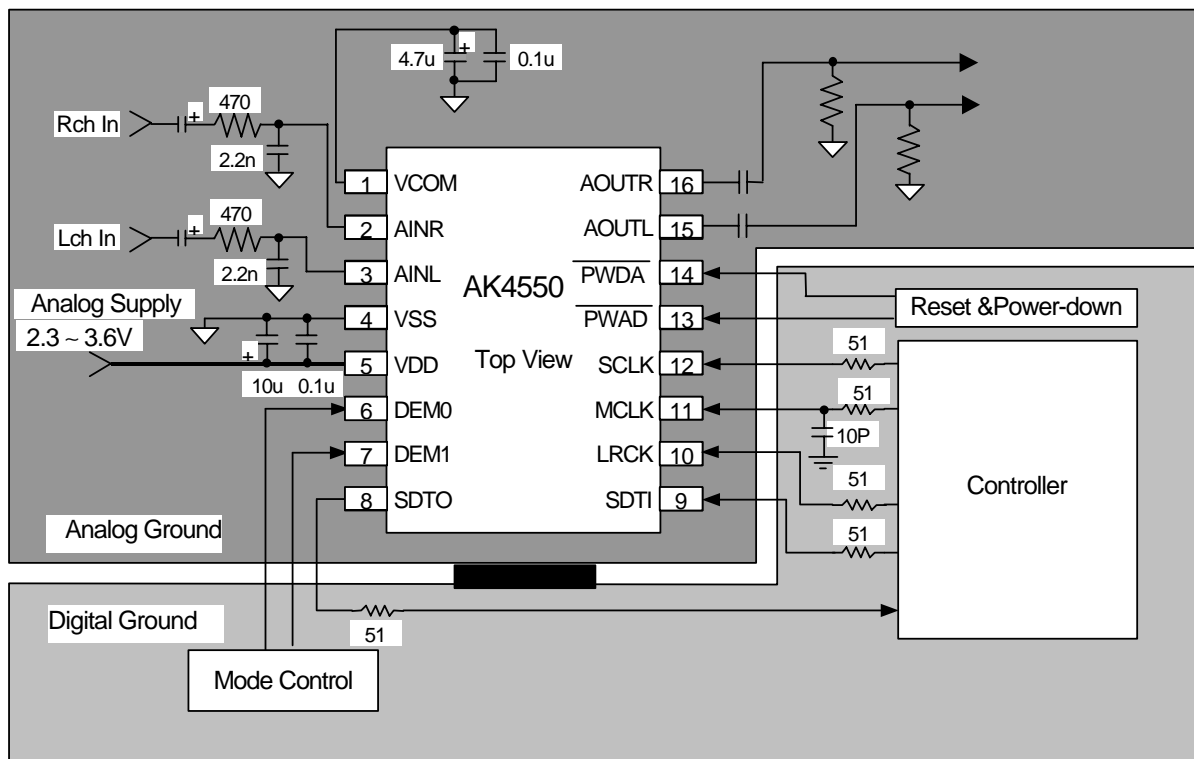 4.7u
+
0.1u
Rch In
+
470
2.2n
Lch In
+
470
2.2n
Analog Supply
2.3 ~ 3.6V
+
10u
0.1u
1
VCOM
2
AINR
3
AINL
4
VSS
5
VDD
6
DEM0
7
DEM1
8
SDTO
AK4550
Top View
AOUTR
16
AOUTL
15
PWDA
14
PWAD
13
SCLK
12
MCLK
11
LRCK
10
SDTI
9
Reset &Power-down
51
51
10P
51
51
Controller
Analog Ground
Digital Ground
51
Mode Control